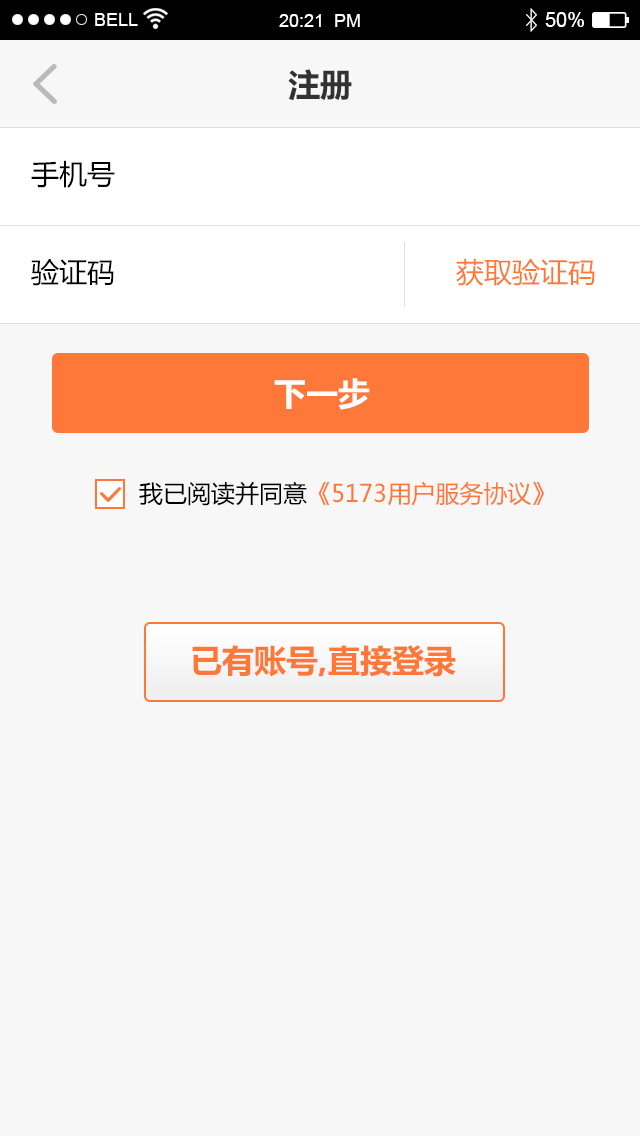 BELL 20:21 PM 50%
注册
手机号
验证码 获取验证码
下一步
我已阅读并同意《5173用户服务协议》
已有账号,直接登录